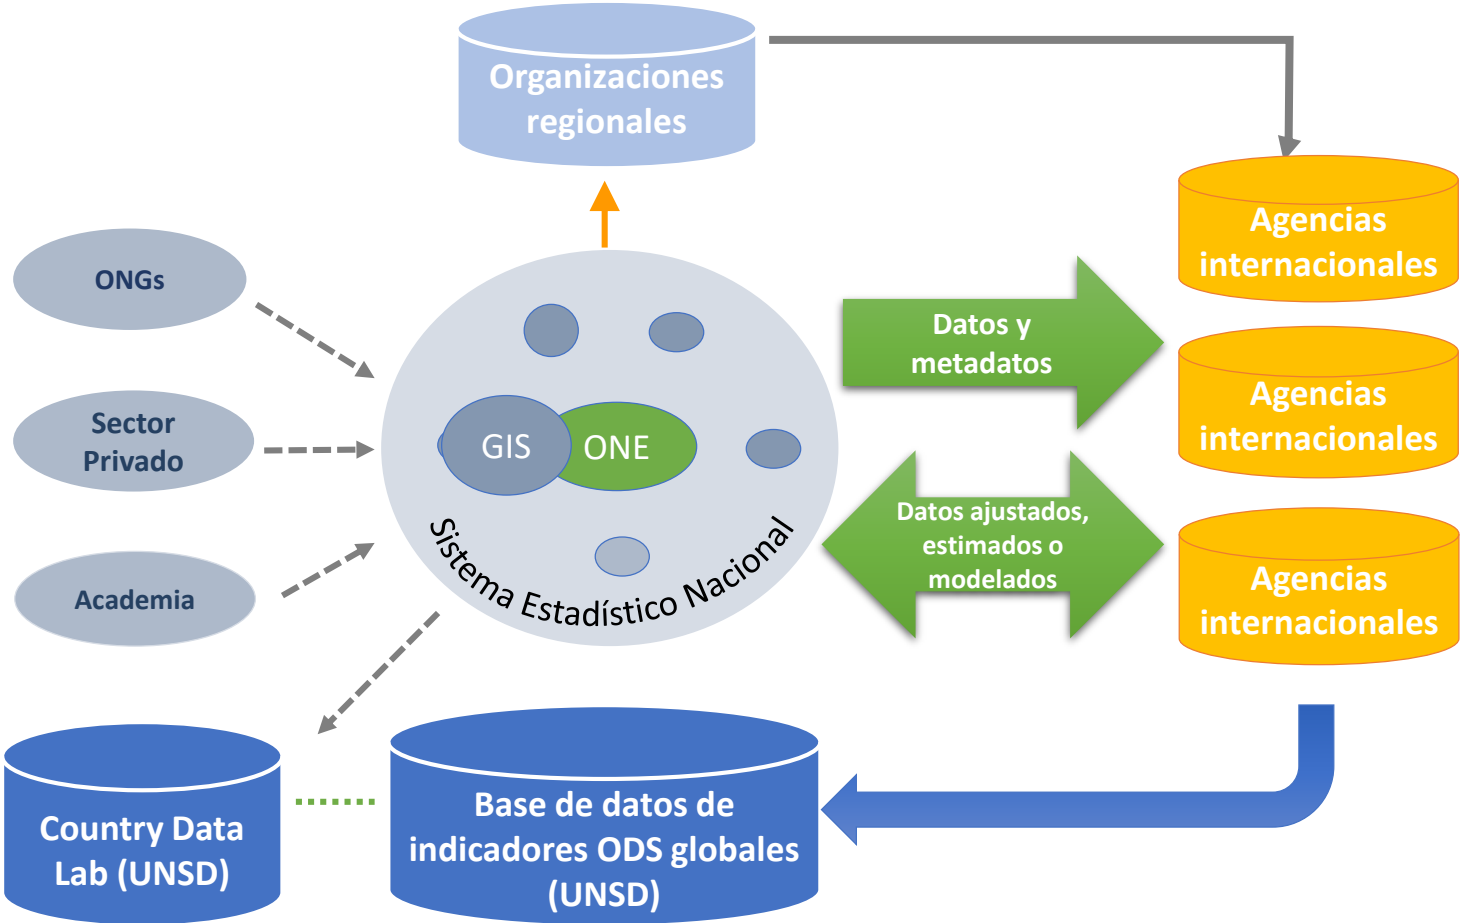 Organizaciones
regionales
Agencias
internacionales
ONGs
Datos y
metadatos
Agencias
internacionales
Sector
Privado
GIS
ONE
Datos ajustados,
estimados o
modelados
Sistema Estadístico Nacional
Academia
Agencias
internacionales
Country Data
Lab (UNSD)
Base de datos de
indicadores ODS globales
(UNSD)